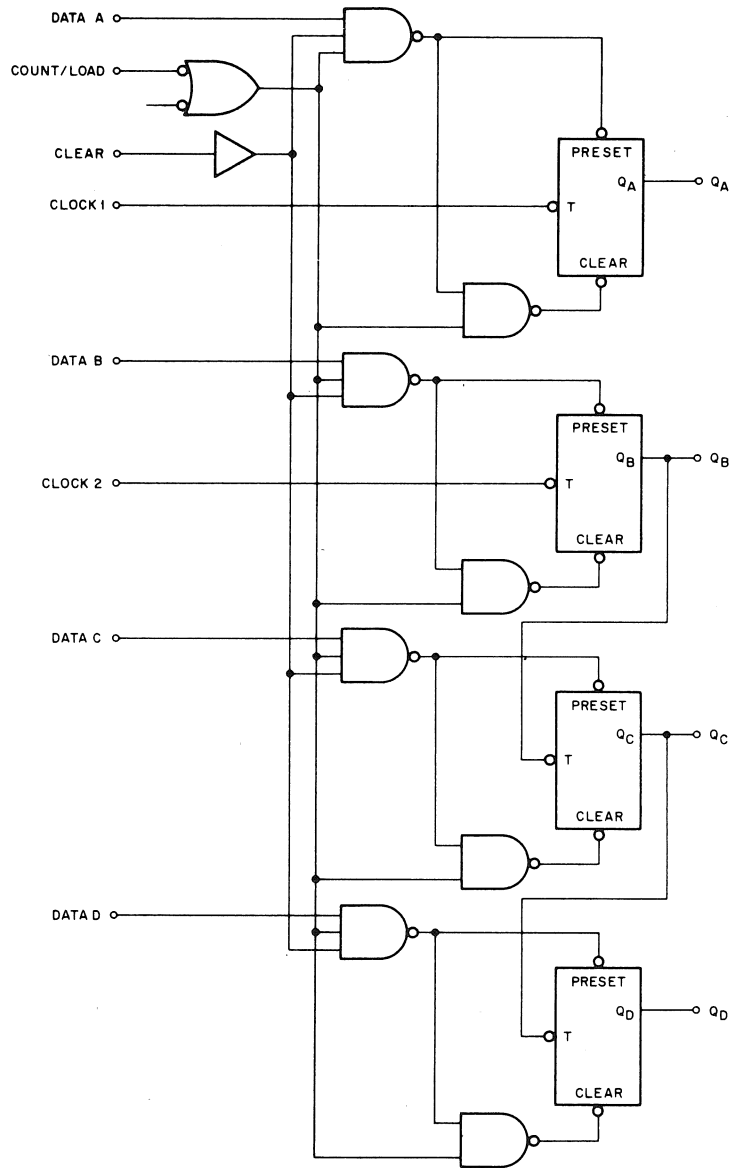 DATA A
COUNT/LOAD
CLEAR
CLOCK 1
PRESET
QA
QA
T
CLEAR
DATA B
CLOCK 2
PRESET
QB
QB
T
CLEAR
DATA C
PRESET
QC
QC
T
CLEAR
DATA D
PRESET
QD
QD
T
CLEAR